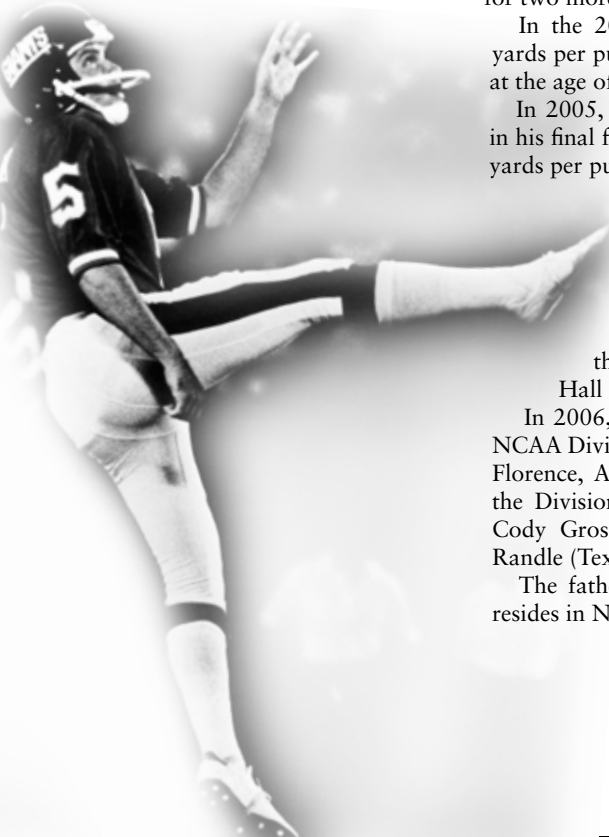 GIANTS
5
for two more
In the 20
yards per pu
at the age of
In 2005,
in his final f
yards per pu
th
Hall
In 2006,
NCAA Divi
Florence, A
the Division
Cody Gros
Randle (Tex
The fath
resides in N